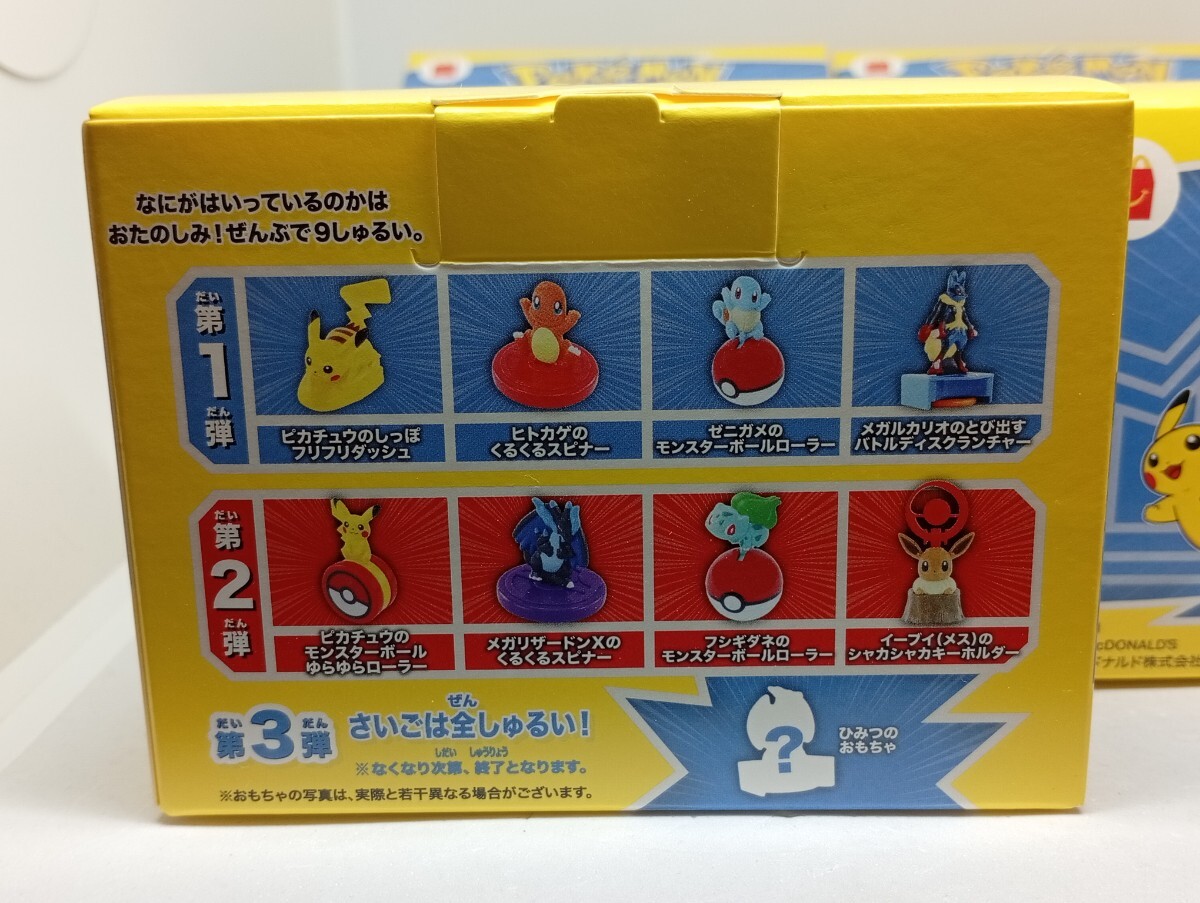 POKÉMON
POKÉMON
なにがはいっているのかは
おたのしみ！ぜんぶで9しゅるい。
だい
第
1
だん
弾
ピカチュウのしっぽ
フリフリダッシュ
ヒトカゲの
くるくるスピナー
ゼニガメの
モンスターボールローラー
メガルカリオのとび出す
バトルディスクランチャー
だい
第
2
だん
弾
ピカチュウの
モンスターボール
ゆらゆらローラー
メガリザードンXの
くるくるスピナー
フシギダネの
モンスターボールローラー
イーブイ(メス)の
シャカシャカキーホルダー
だい だん
第3弾
ぜん
さいごは全しゅるい！
しだい しゅうりょう
※なくなり次第、終了となります。
※おもちゃの写真は、実際と若干異なる場合がございます。
?
ひみつの
おもちゃ
cDONALD'S
ドナルド株式会社